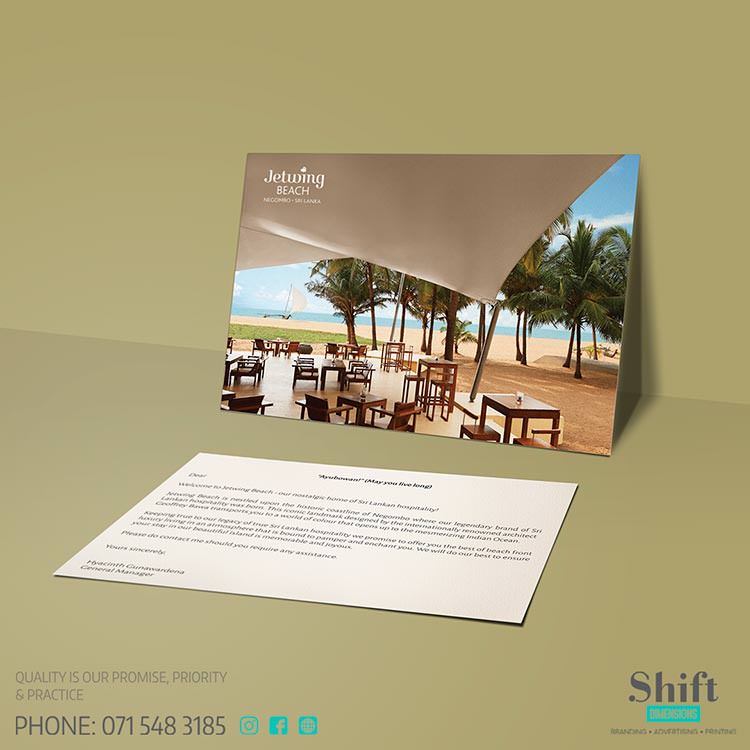 Jetwing
BEACH
NEGOMBO • SRI LANKA
Dear
"Ayubowan!" (May you live long)
Welcome to Jetwing Beach - our nostalgic home of Sri Lankan hospitality!
Jetwing Beach is nestled upon the historic coastline of Negombo where our legendary brand of Sri
Lankan hospitality was born. This iconic landmark designed by the internationally renowned architect
Geoffrey Bawa transports you to a world of colour that opens up to the mesmerizing Indian Ocean.
Keeping true to our legacy of true Sri Lankan hospitality we promise to offer you the best of beach front
luxury living in an atmosphere that is bound to pamper and enchant you. We will do our best to ensure
your stay in our beautiful island is memorable and joyous.
Please do contact me should you require any assistance.
Yours sincerely,
Hyacinth Gunawardena
General Manager
QUALITY IS OUR PROMISE, PRIORITY
& PRACTICE
PHONE: 071 548 3185
Shift
DIMENSIONS
BRANDING • ADVERTISING • PRINTING